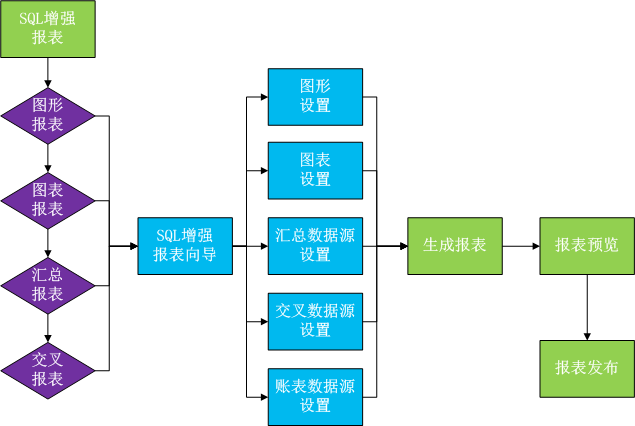 SQL增强
报表
图形
报表
图表
报表
汇总
报表
交叉
报表
SQL增强
报表向导
图形
设置
图表
设置
汇总数据源
设置
交叉数据源
设置
账表数据源
设置
生成报表
报表预览
报表发布